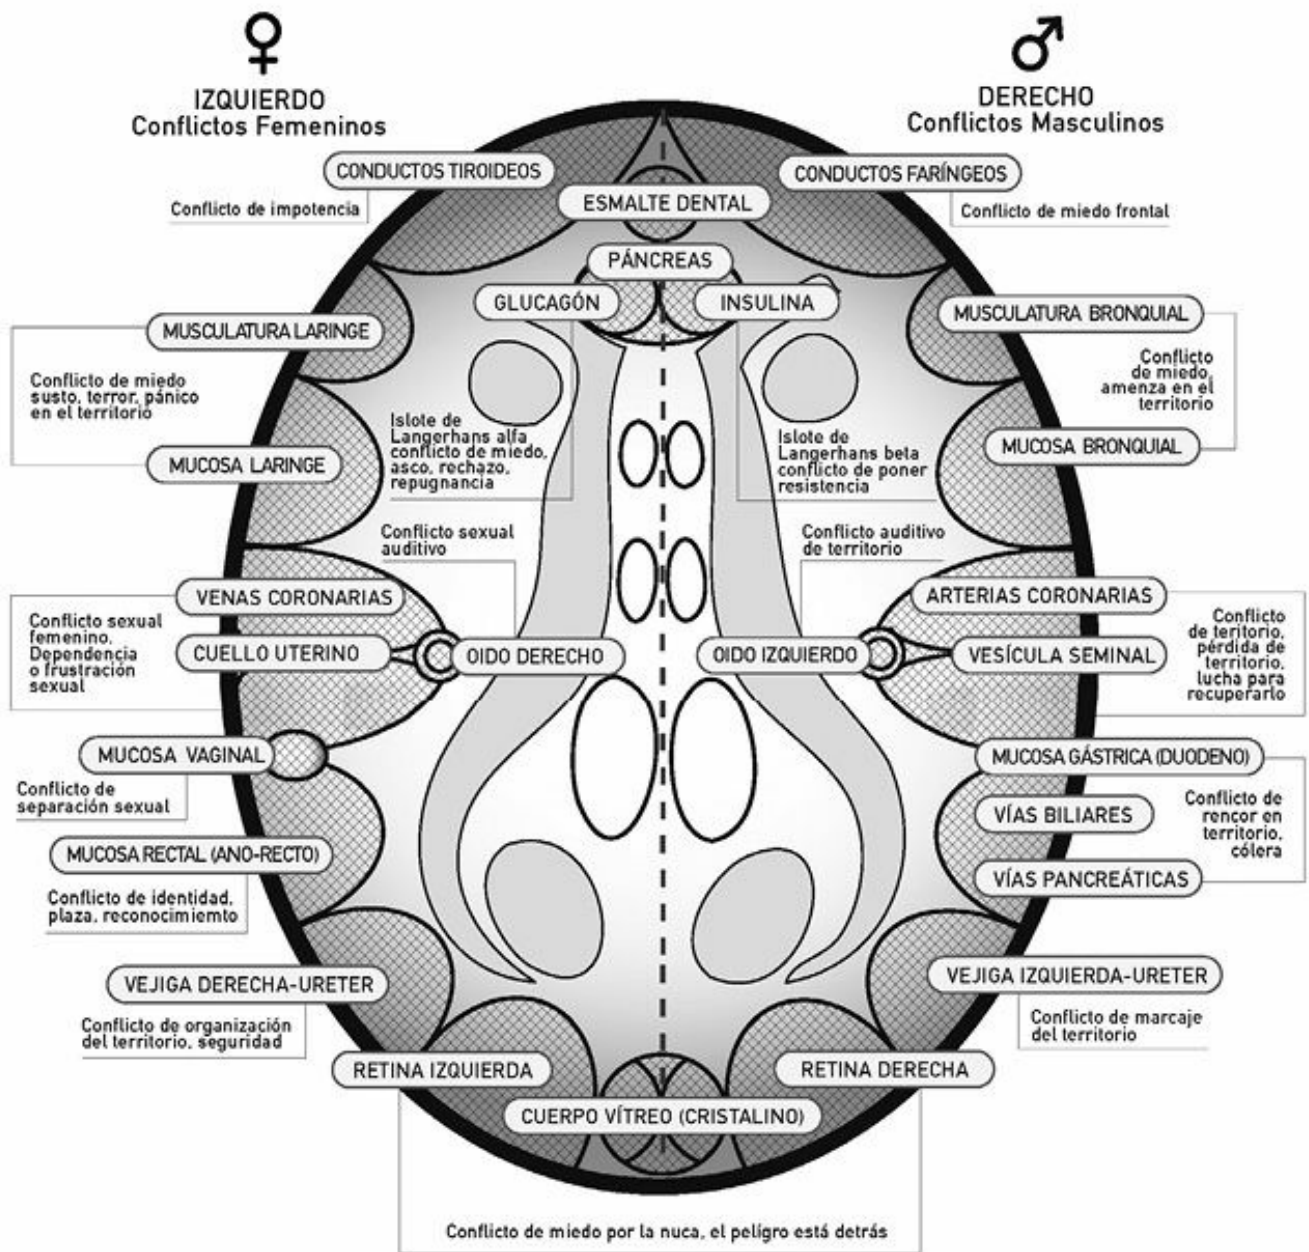 IZQUIERDO
Conflictos Femeninos
DERECHO
Conflictos Masculinos
CONDUCTOS TIROIDEOS
Conflicto de impotencia
CONDUCTOS FARÍNGEOS
Conflicto de miedo frontal
ESMALTE DENTAL
PÁNCREAS
GLUCAGÓN
INSULINA
MUSCULATURA LARINGE
Conflicto de miedo
susto, terror, pánico
en el territorio
MUCOSA LARINGE
MUSCULATURA BRONQUIAL
Conflicto
de miedo,
amenza en el
territorio
MUCOSA BRONQUIAL
Islote de
Langerhans alfa
conflicto de miedo,
asco, rechazo,
repugnancia
Islote de
Langerhans beta
conflicto de poner
resistencia
Conflicto sexual
auditivo
Conflicto auditivo
de territorio
VENAS CORONARIAS
Conflicto sexual
femenino.
Dependencia
o frustración
sexual
CUELLO UTERINO
OIDO DERECHO
OIDO IZQUIERDO
ARTERIAS CORONARIAS
VESÍCULA SEMINAL
Conflicto
de teritorio,
pérdida de
territorio,
lucha para
recuperarlo
MUCOSA VAGINAL
Conflicto de
separación sexual
MUCOSA GÁSTRICA (DUODENO)
VÍAS BILIARES
VÍAS PANCREÁTICAS
Conflicto de
rencor en
territorio,
cólera
MUCOSA RECTAL (ANO-RECTO)
Conflicto de identidad,
plaza, reconocimiemto
VEJIGA DERECHA-URETER
Conflicto de organización
del territorio, seguridad
VEJIGA IZQUIERDA-URETER
Conflicto de marcaje
del territorio
RETINA IZQUIERDA
RETINA DERECHA
CUERPO VÍTREO (CRISTALINO)
Conflicto de miedo por la nuca, el pelígro está detrás